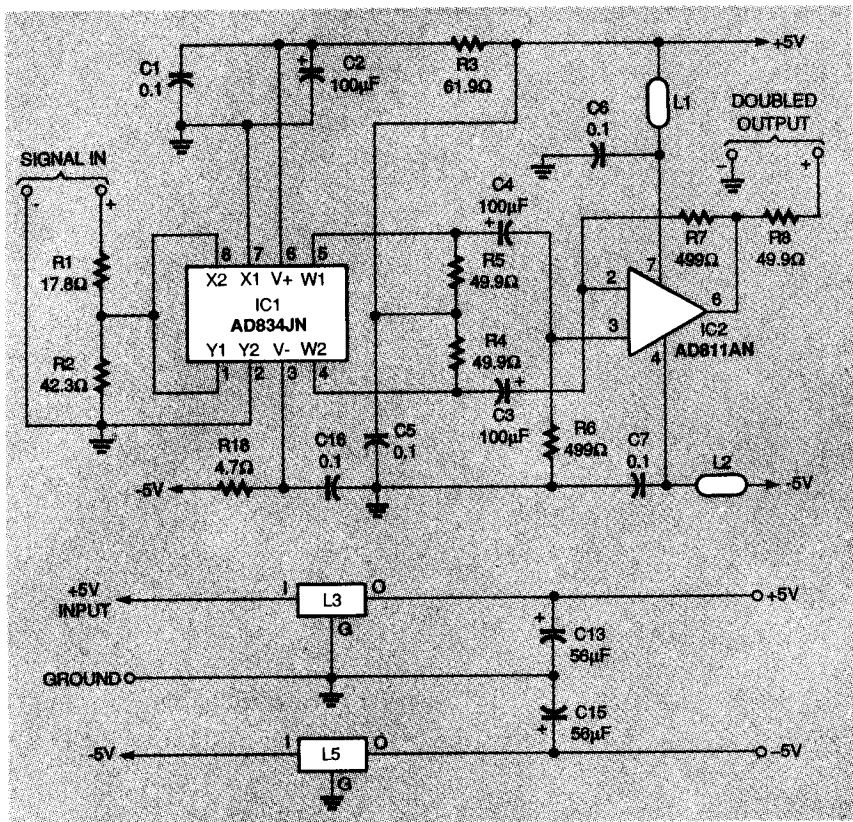 C1
0.1
C2
100µF
R3
61.9Ω
+5V
L1
C6
0.1
DOUBLED
OUTPUT
- +
SIGNAL IN
- +
C4
100µF
R7
499Ω
R8
49.9Ω
R1
17.8Ω
8 7 6 5
X2 X1 V+ W1
IC1
AD834JN
Y1 Y2 V- W2
1 2 3 4
R5
49.9Ω
R4
49.9Ω
2
3
7
6
4
IC2
AD811AN
R2
42.3Ω
C3
100µF
R18
4.7Ω
-5V
C16
0.1
C5
0.1
R6
499Ω
C7
0.1
L2
-5V
+5V
INPUT
I L3 O
G
+5V
C13
56µF
GROUND
C15
56µF
-5V
I L5 O
G
-5V